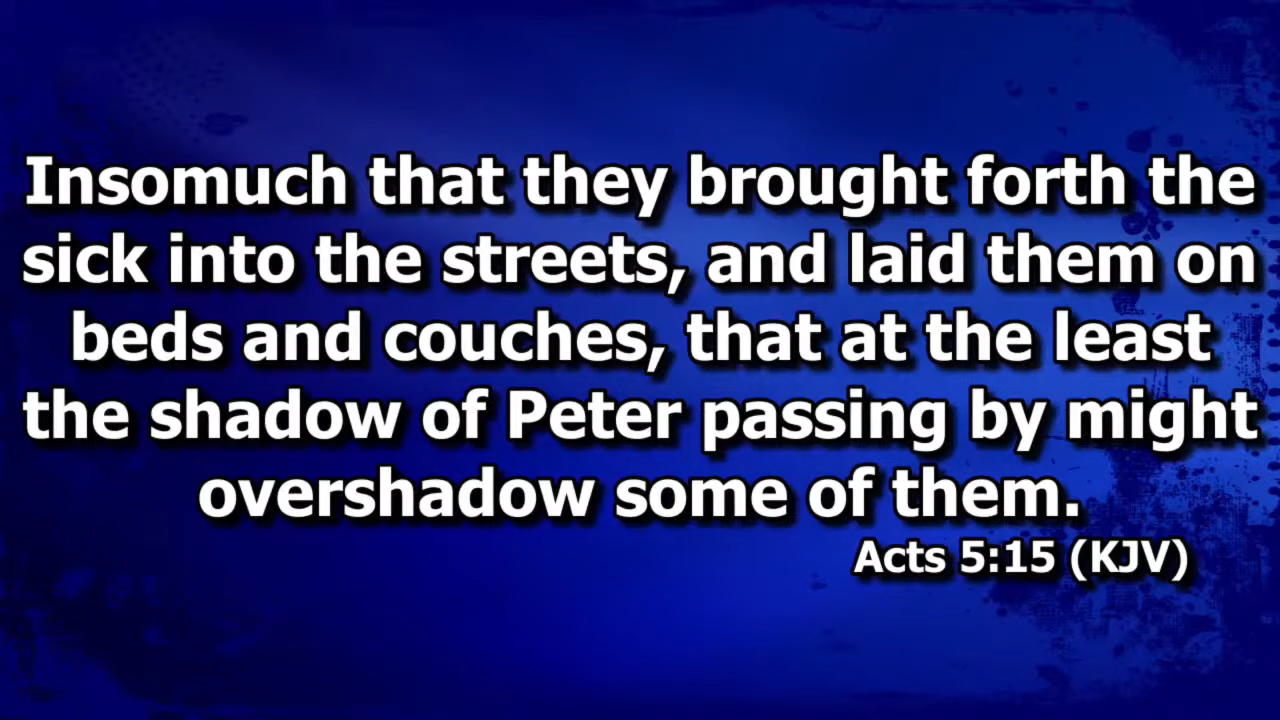 Insomuch that they brought forth the
sick into the streets, and laid them on
beds and couches, that at the least
the shadow of Peter passing by might
overshadow some of them.
Acts 5:15 (KJV)